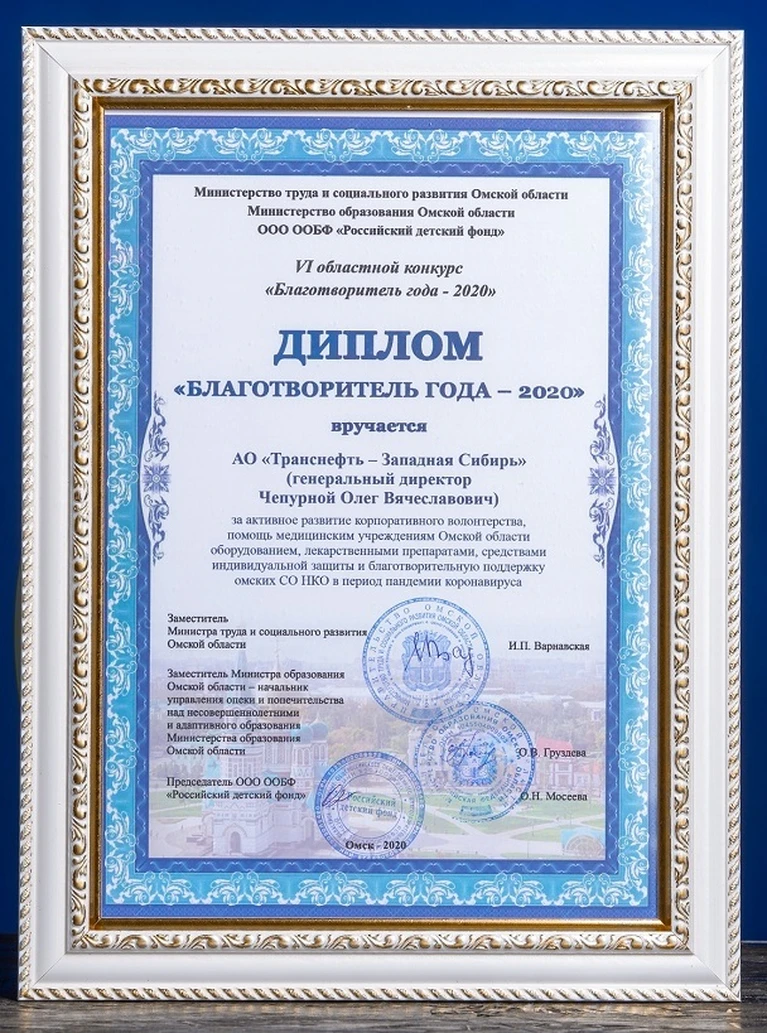 Министерство труда и социального развития Омской области
Министерство образования Омской области
ООО ООБФ «Российский детский фонд»
VI областной конкурс
«Благотворитель года - 2020»
ДИПЛОМ
«БЛАГОТВОРИТЕЛЬ ГОДА – 2020»
вручается
АО «Транснефть – Западная Сибирь»
(генеральный директор
Чепурной Олег Вячеславович)
за активное развитие корпоративного волонтерства,
помощь медицинским учреждениям Омской области
оборудованием, лекарственными препаратами, средствами
индивидуальной защиты и благотворительную поддержку
омских СО НКО в период пандемии коронавируса
Заместитель
Министра труда и социального развития
Омской области
И.П. Варнавская
Заместитель Министра образования
Омской области – начальник
управления опеки и попечительства
над несовершеннолетними
и адаптивного образования
Министерства образования
Омской области
О.В. Груздева
Председатель ООО ООБФ
«Российский детский фонд»
О.Н. Мосеева
Российский
детский фонд
Омск - 2020